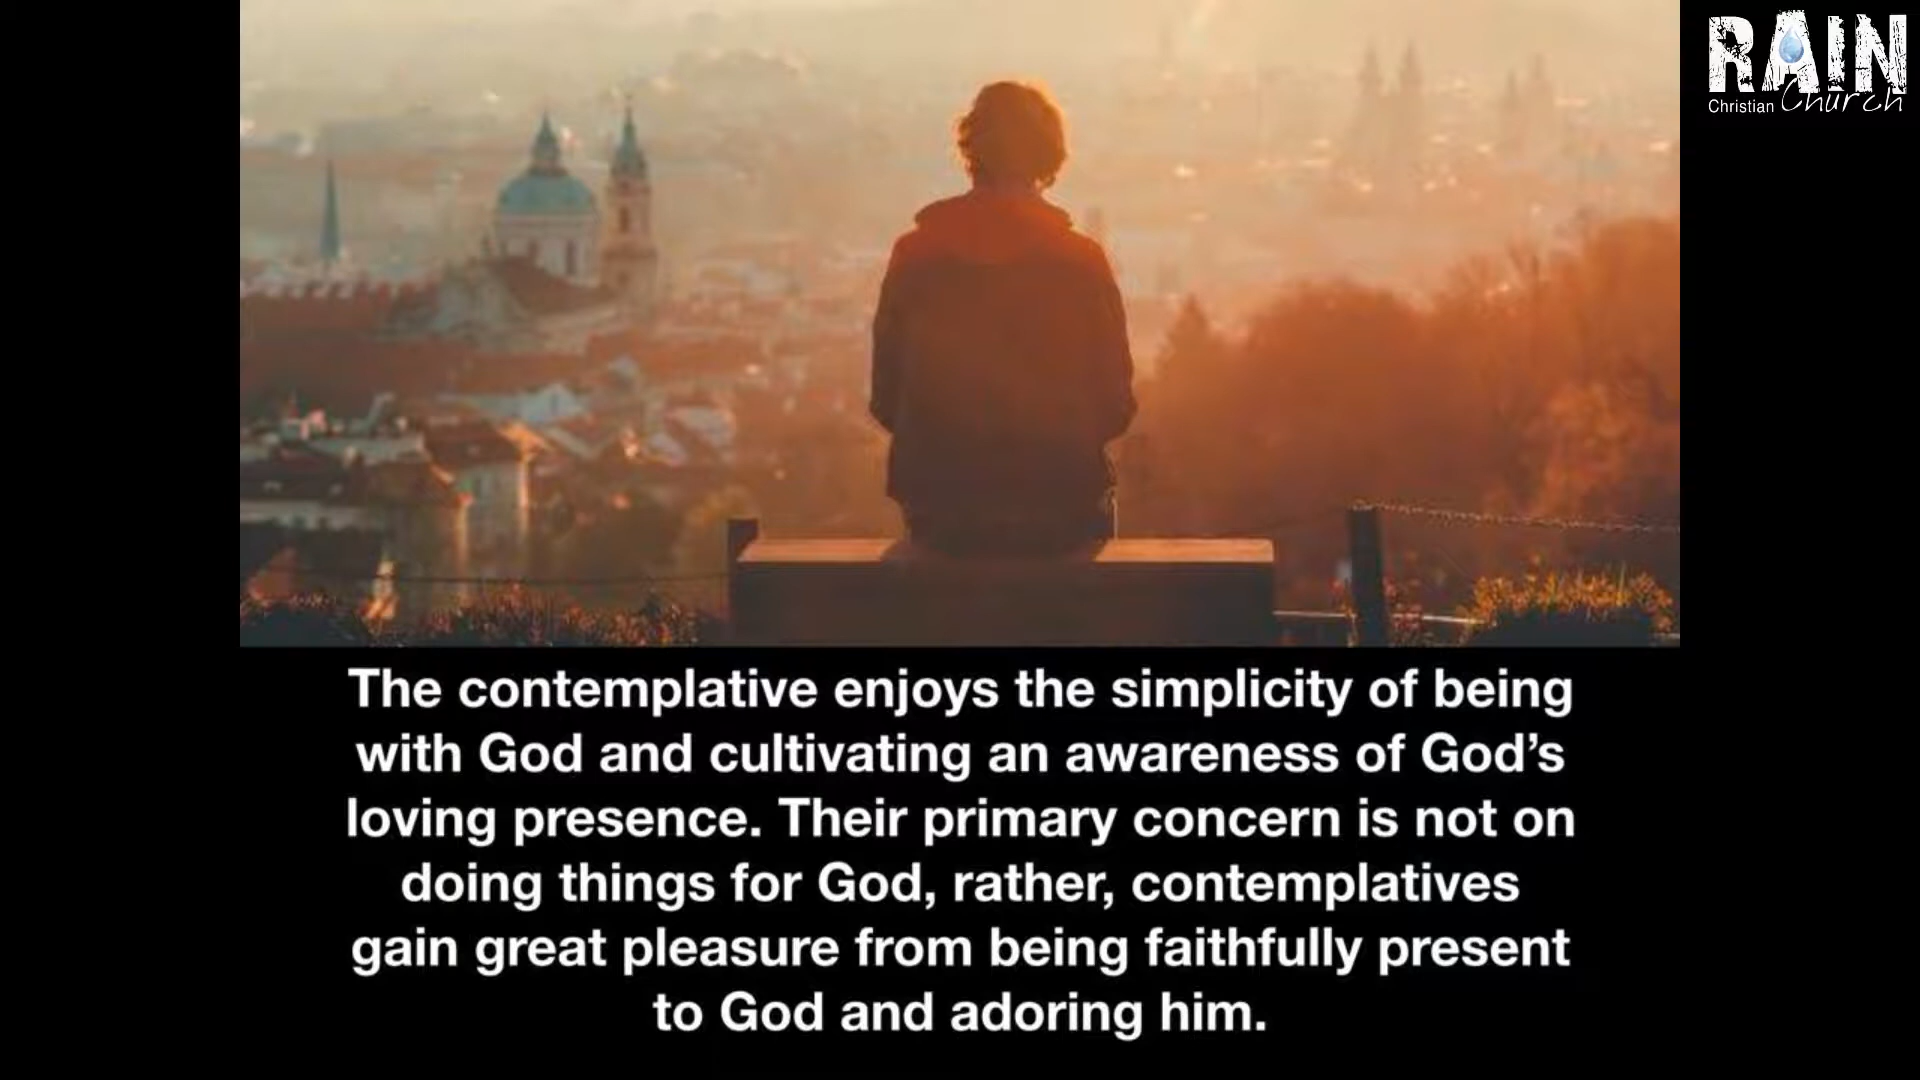 RAIN
Christian Church
The contemplative enjoys the simplicity of being
with God and cultivating an awareness of God’s
loving presence. Their primary concern is not on
doing things for God, rather, contemplatives
gain great pleasure from being faithfully present
to God and adoring him.